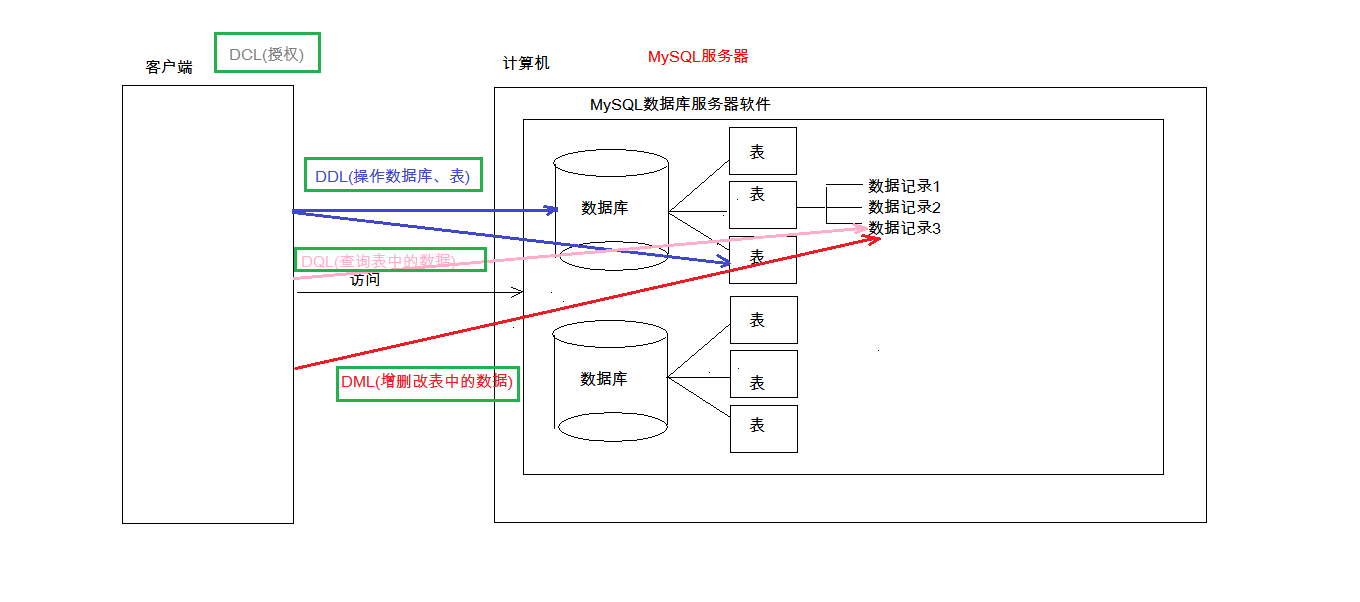 DCL(授权)
客户端
计算机
MySQL服务器
MySQL数据库服务器软件
表
DDL(操作数据库、表)
数据库
表
数据记录1
数据记录2
数据记录3
DQL(查询表中的数据)
表
访问
表
数据库
表
DML(增删改表中的数据)
表